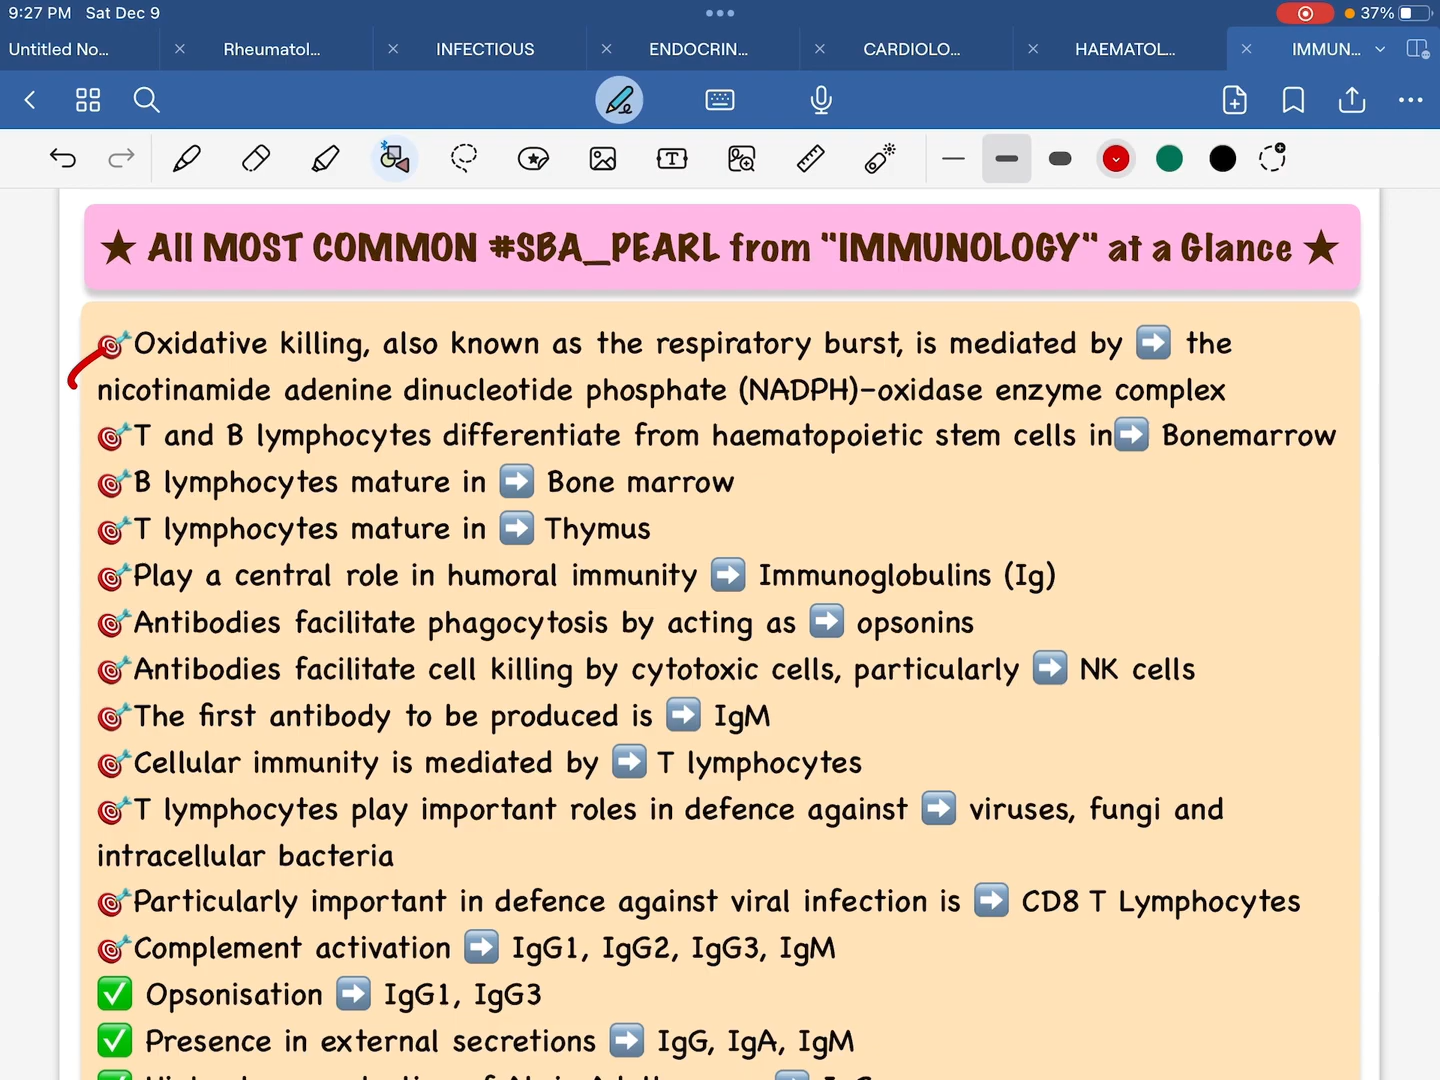 9:27 PM Sat Dec 9
37%
Untitled No...
Rheumatol...
INFECTIOUS
ENDOCRIN...
CARDIOLO...
HAEMATOL...
IMMUN...
★ All MOST COMMON #SBA_PEARL from "IMMUNOLOGY" at a Glance ★
🎯Oxidative killing, also known as the respiratory burst, is mediated by ➡️ the
nicotinamide adenine dinucleotide phosphate (NADPH)–oxidase enzyme complex
🎯T and B lymphocytes differentiate from haematopoietic stem cells in➡️ Bonemarrow
🎯B lymphocytes mature in ➡️ Bone marrow
🎯T lymphocytes mature in ➡️ Thymus
🎯Play a central role in humoral immunity ➡️ Immunoglobulins (Ig)
🎯Antibodies facilitate phagocytosis by acting as ➡️ opsonins
🎯Antibodies facilitate cell killing by cytotoxic cells, particularly ➡️ NK cells
🎯The first antibody to be produced is ➡️ IgM
🎯Cellular immunity is mediated by ➡️ T lymphocytes
🎯T lymphocytes play important roles in defence against ➡️ viruses, fungi and
intracellular bacteria
🎯Particularly important in defence against viral infection is ➡️ CD8 T Lymphocytes
🎯Complement activation ➡️ IgG1, IgG2, IgG3, IgM
✅ Opsonisation ➡️ IgG1, IgG3
✅ Presence in external secretions ➡️ IgG, IgA, IgM